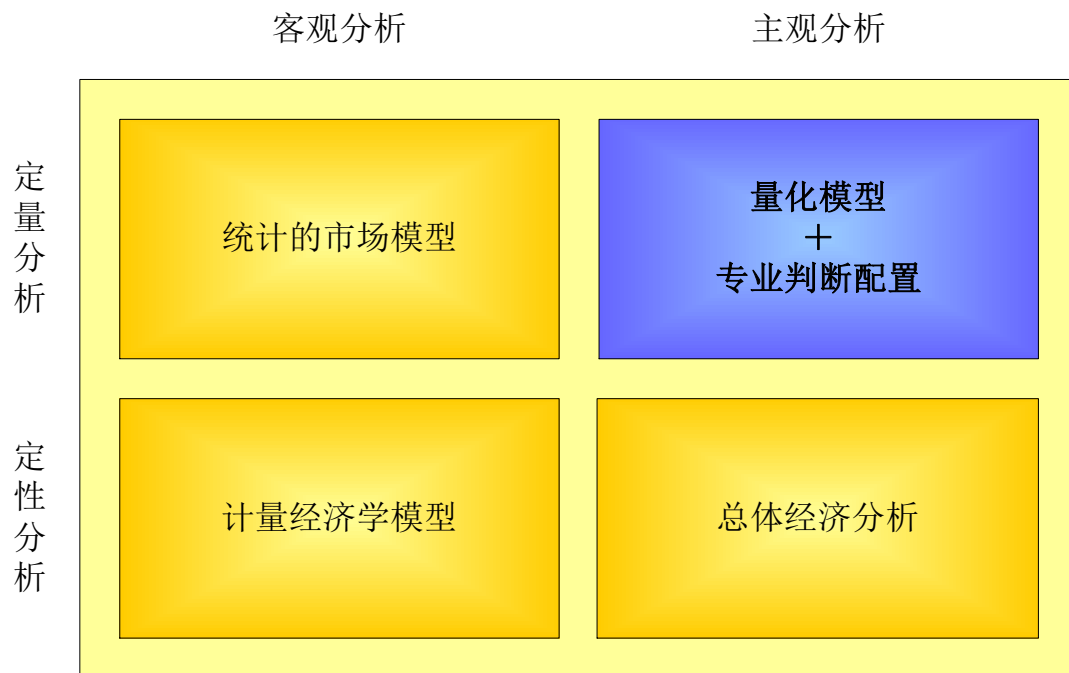 客观分析
主观分析
定量分析
统计的市场模型
量化模型
＋
专业判断配置
定性分析
计量经济学模型
总体经济分析